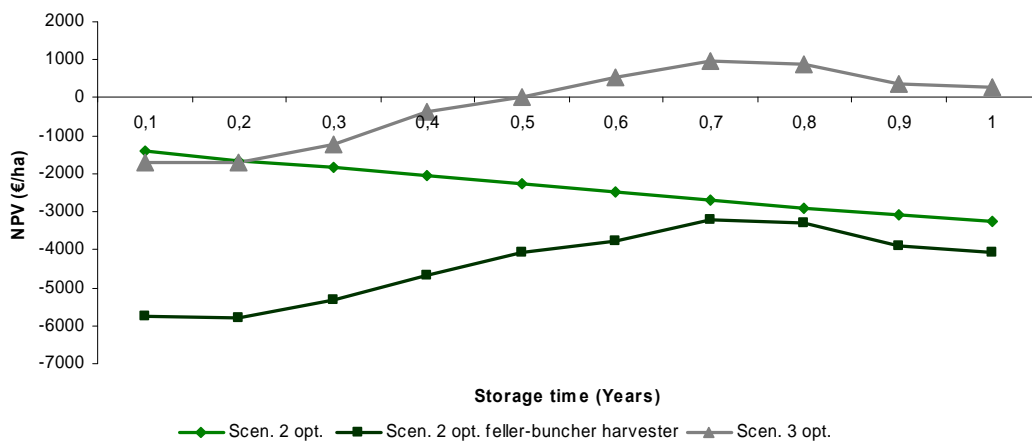 2000
1000
0
-1000
-2000
-3000
-4000
-5000
-6000
-7000
NPV (€/ha)
0,1 0,2 0,3 0,4 0,5 0,6 0,7 0,8 0,9 1
Storage time (Years)
Scen. 2 opt. Scen. 2 opt. feller-buncher harvester Scen. 3 opt.